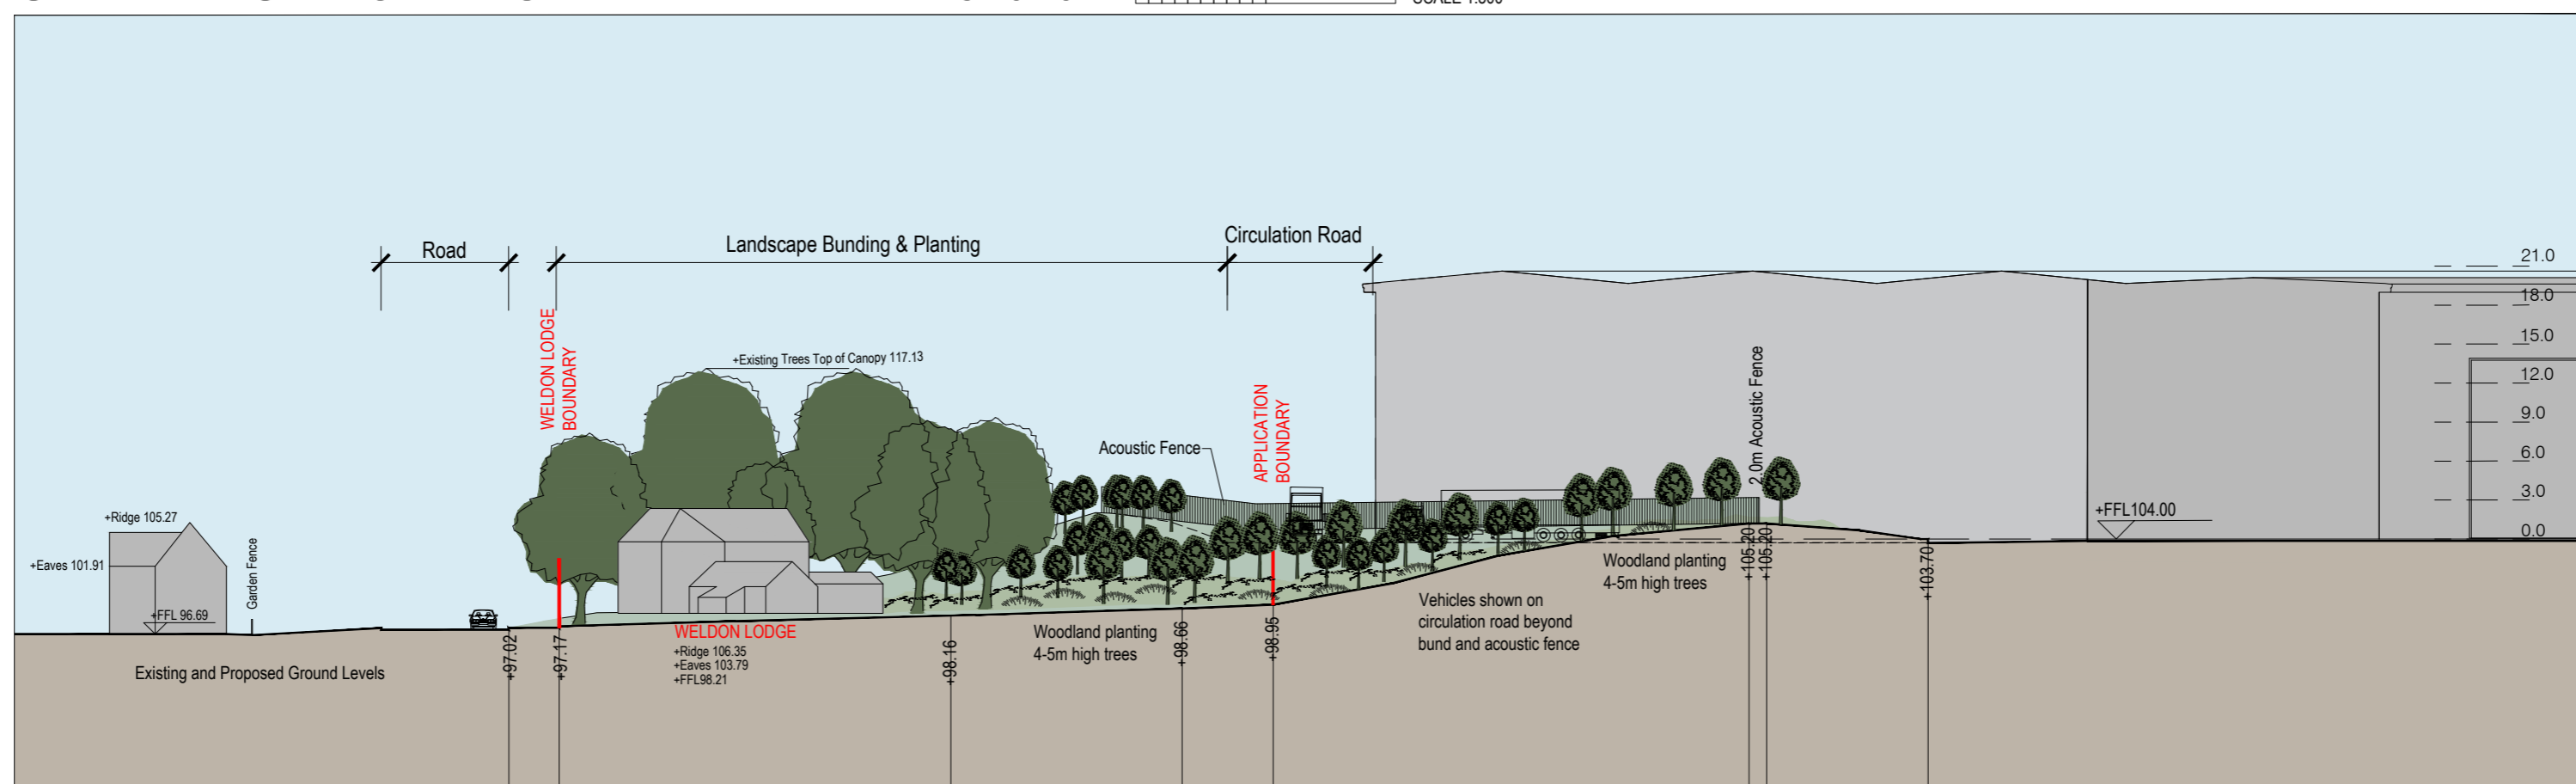 SCALE 1:500
Road
Landscape Bunding & Planting
Circulation Road
WELDON LODGE
BOUNDARY
+Existing Trees Top of Canopy 117.13
Acoustic Fence
APPLICATION
BOUNDARY
2.0m Acoustic Fence
21.0
18.0
15.0
12.0
9.0
6.0
3.0
0.0
+FFL104.00
+Ridge 105.27
+Eaves 101.91
+FFL 96.69
Garden Fence
Existing and Proposed Ground Levels
+97.02
+97.17
WELDON LODGE
+Ridge 106.35
+Eaves 103.79
+FFL98.21
+98.16
Woodland planting
4-5m high trees
+98.66
+98.95
Vehicles shown on
circulation road beyond
bund and acoustic fence
Woodland planting
4-5m high trees
+105.20
+105.20
+103.70